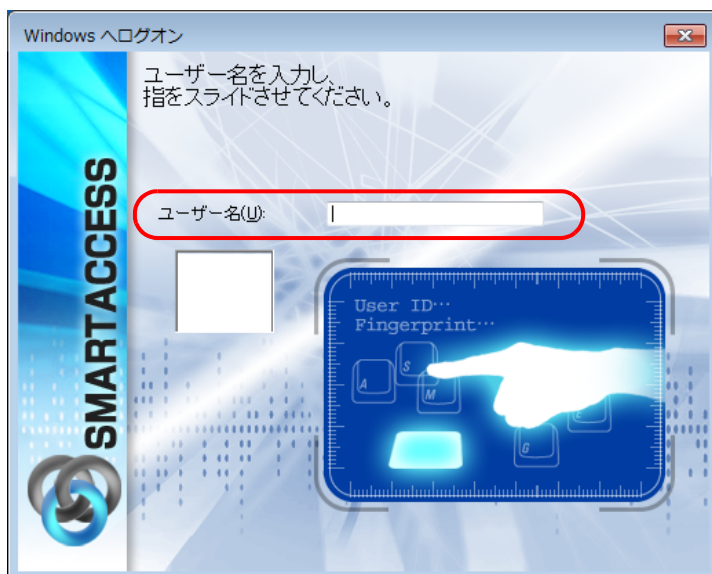 Windows へログオン
ユーザー名を入力し、
指をスライドさせてください。
SMARTACCESS
ユーザー名(U):
User ID…
Fingerprint…
S
A
M
E
G